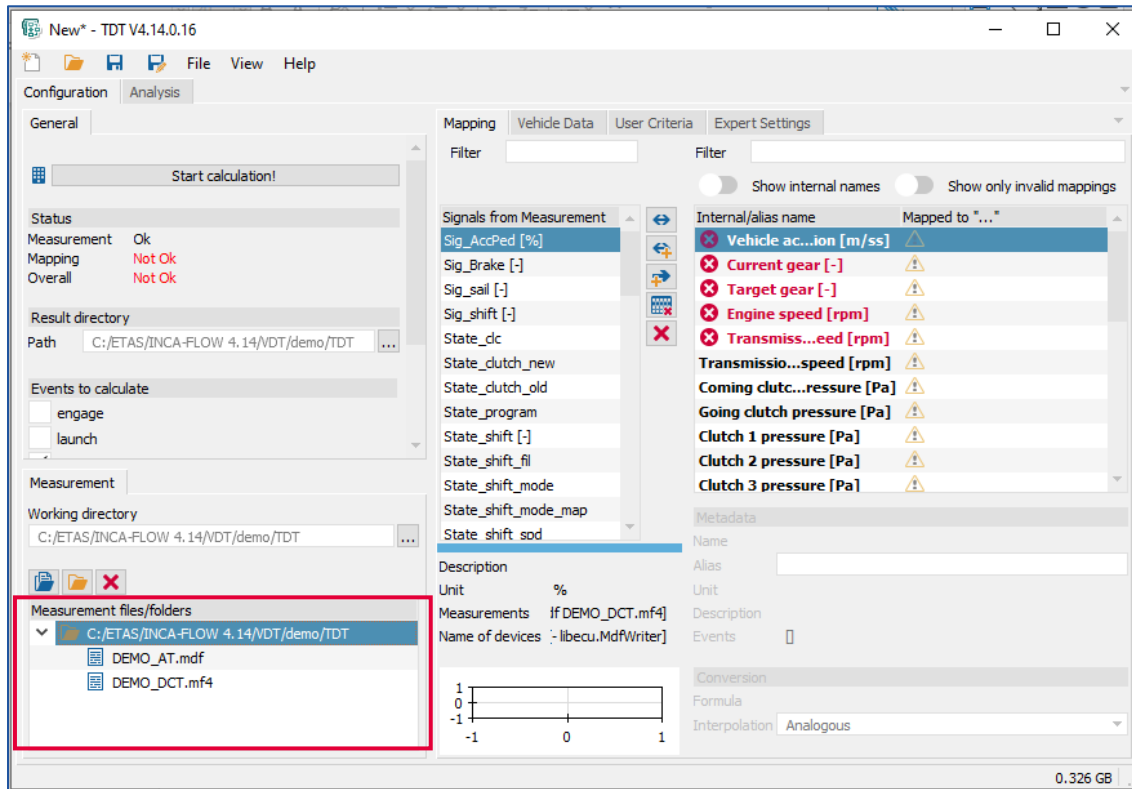 New* - TDT V4.14.0.16
File View Help
Configuration Analysis
General
Start calculation!
Status
Measurement Ok
Mapping Not Ok
Overall Not Ok
Result directory
Path C:/ETAS/INCA-FLOW 4.14/VDT/demo/TDT ...
Events to calculate
engage
launch
Measurement
Working directory
C:/ETAS/INCA-FLOW 4.14/VDT/demo/TDT ...
Measurement files/folders
C:/ETAS/INCA-FLOW 4.14/VDT/demo/TDT
DEMO_AT.mdf
DEMO_DCT.mf4
Mapping Vehicle Data User Criteria Expert Settings
Filter
Signals from Measurement
Sig_AccPed [%]
Sig_Brake [-]
Sig_sail [-]
Sig_shift [-]
State_clc
State_clutch_new
State_clutch_old
State_program
State_shift [-]
State_shift_fil
State_shift_mode
State_shift_mode_map
State_shift_spd
Description
Unit %
Measurements lf DEMO_DCT.mf4]
Name of devices [- libecu.MdfWriter]
1
0
-1
-1 0 1
Filter
Show internal names Show only invalid mappings
Internal/alias name Mapped to "..."
Vehicle ac...ion [m/ss]
Current gear [-]
Target gear [-]
Engine speed [rpm]
Transmiss...eed [rpm]
Transmissio...speed [rpm]
Coming clutc...ressure [Pa]
Going clutch pressure [Pa]
Clutch 1 pressure [Pa]
Clutch 2 pressure [Pa]
Clutch 3 pressure [Pa]
Metadata
Name
Alias
Unit
Description
Events []
Conversion
Formula
Interpolation Analogous
0.326 GB